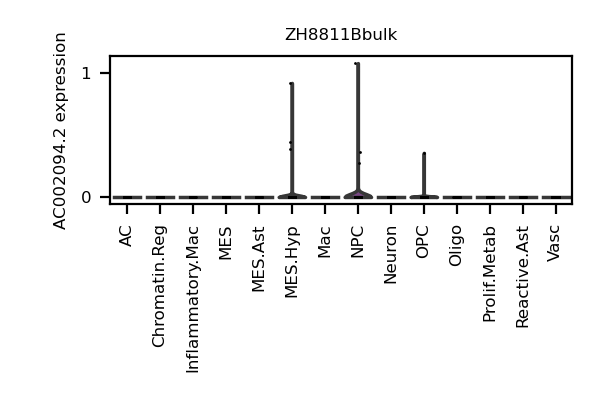 ZH8811Bbulk
AC002094.2 expression
1
0
AC
Chromatin.Reg
Inflammatory.Mac
MES
MES.Ast
MES.Hyp
Mac
NPC
Neuron
OPC
Oligo
Prolif.Metab
Reactive.Ast
Vasc